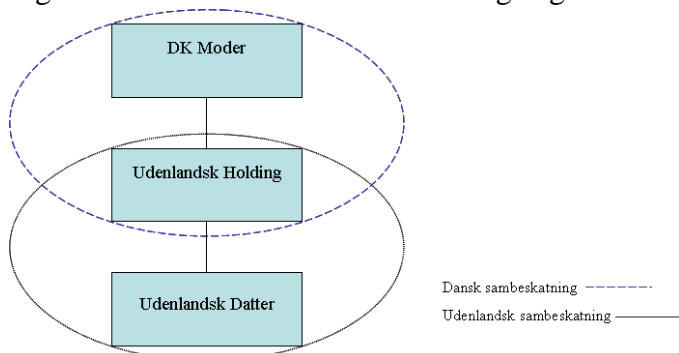 DK Moder
Udenlandsk Holding
Udenlandsk Datter
Dansk sambeskatning
Udenlandsk sambeskatning